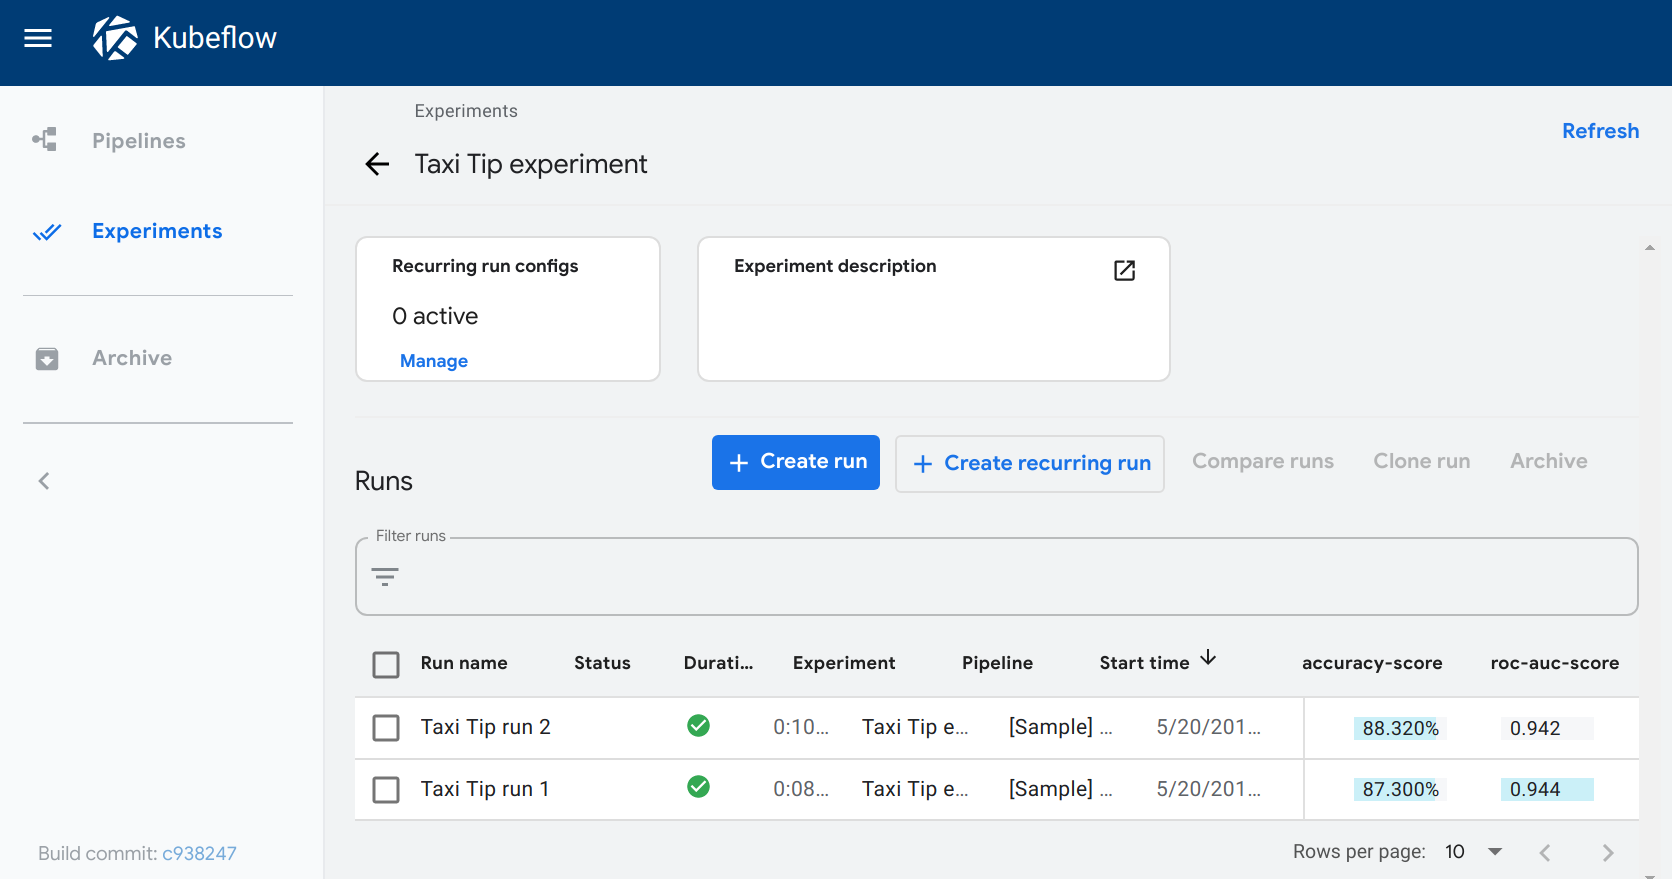 Kubeflow
Pipelines
Experiments
Archive
Build commit: c938247
Experiments
Taxi Tip experiment
Refresh
Recurring run configs
0 active
Manage
Experiment description
Runs
+ Create run
+ Create recurring run
Compare runs
Clone run
Archive
Filter runs
Run name Status Durati... Experiment Pipeline Start time accuracy-score roc-auc-score
Taxi Tip run 2 0:10... Taxi Tip e... [Sample] ... 5/20/201... 88.320% 0.942
Taxi Tip run 1 0:08... Taxi Tip e... [Sample] ... 5/20/201... 87.300% 0.944
Rows per page: 10